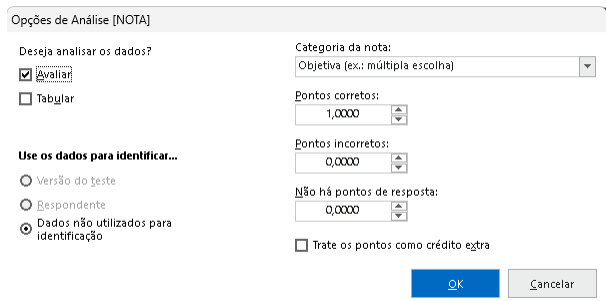 Opções de Análise [NOTA]
Deseja analisar os dados?
Avaliar
Tabular
Use os dados para identificar...
Versão do teste
Respondente
Dados não utilizados para
identificação
Categoria da nota:
Objetiva (ex.: múltipla escolha)
Pontos corretos:
1,0000
Pontos incorretos:
0,0000
Não há pontos de resposta:
0,0000
Trate os pontos como crédito extra
OK
Cancelar